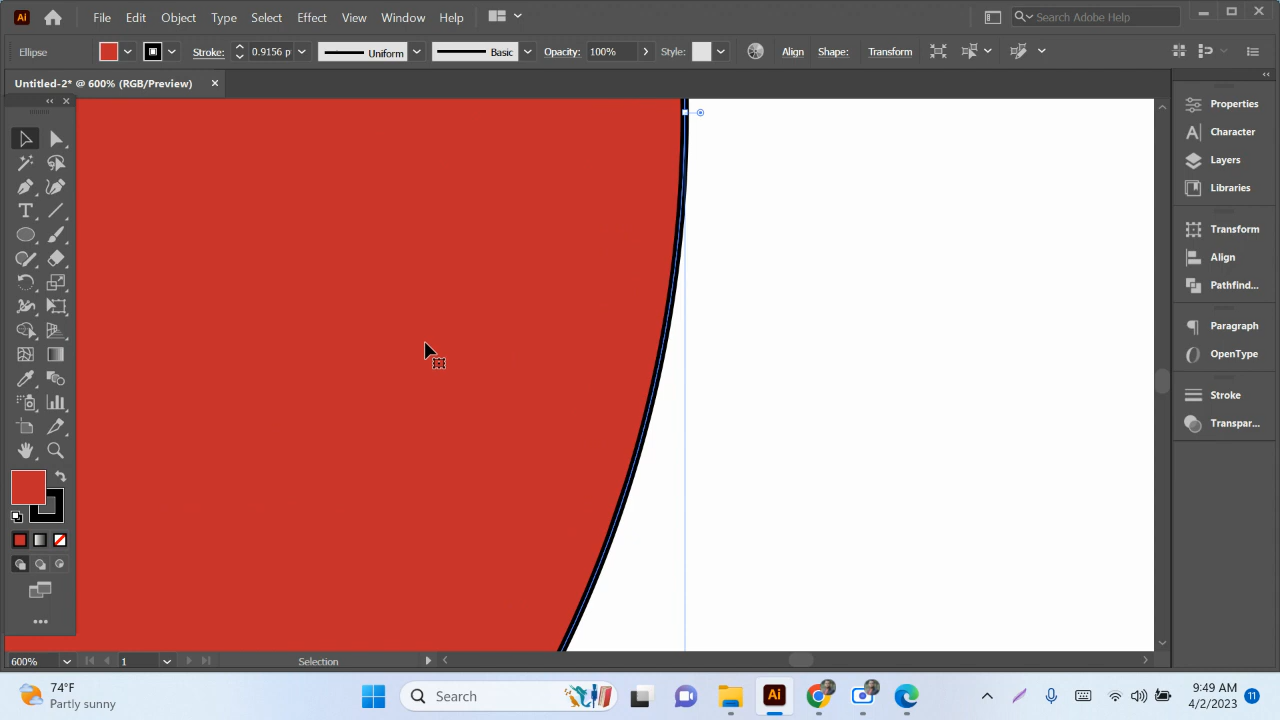 Ai File Edit Object Type Select Effect View Window Help Search Adobe Help
Ellipse Stroke: 0.9156 p Uniform Basic Opacity: 100% Style: Align Shape: Transform
Untitled-2* @ 600% (RGB/Preview)
Properties
Character
Layers
Libraries
Transform
Align
Pathfind...
Paragraph
OpenType
Stroke
Transpar...
600% 1 Selection
74°F
Partly sunny
Search
Ai
9:49 AM
4/2/2023
11